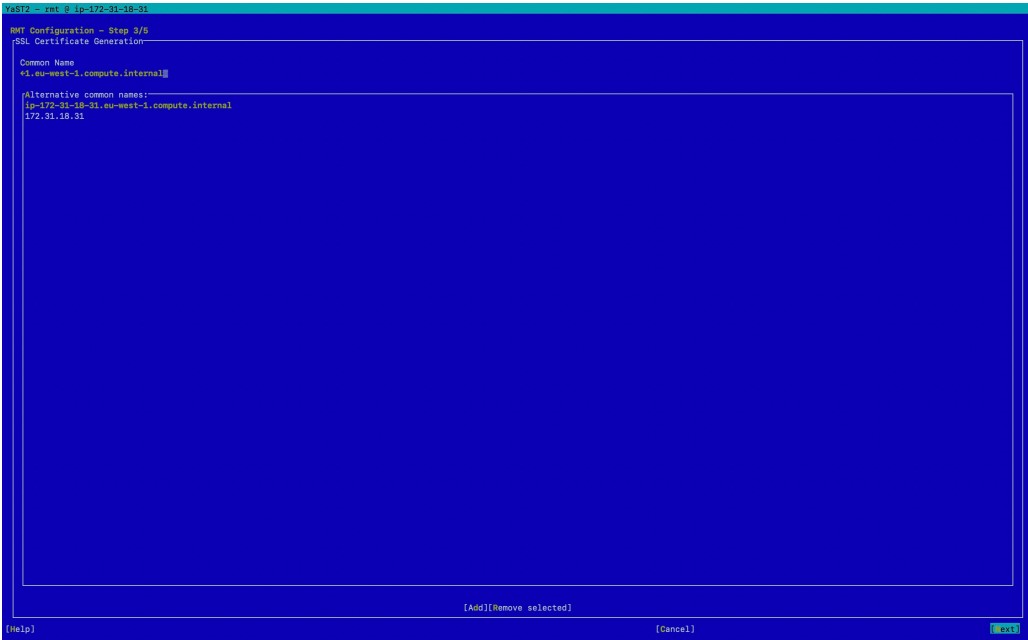 YaST2 - rmt @ ip-172-31-18-31
RMT Configuration - Step 3/5
SSL Certificate Generation
Common Name
←1.eu-west-1.compute.internal
Alternative common names:
ip-172-31-18-31.eu-west-1.compute.internal
172.31.18.31
[Add][Remove selected]
[Help] [Cancel] [Next]